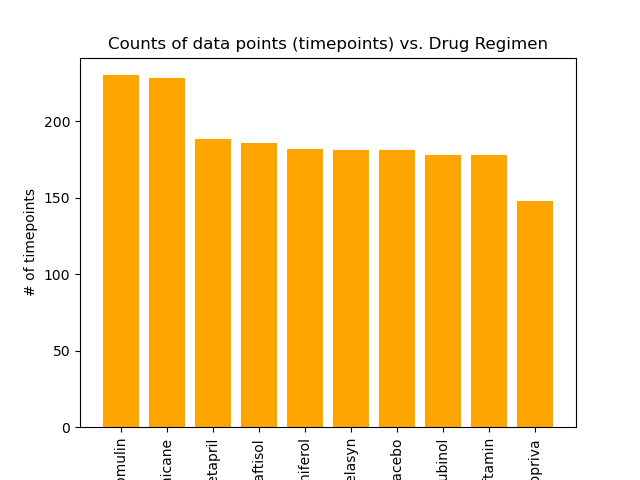 Counts of data points (timepoints) vs. Drug Regimen
# of timepoints
200
150
100
50
0
omulin
nicane
etapril
aftisol
niferol
elasyn
acebo
ubinol
ftamin
opriva